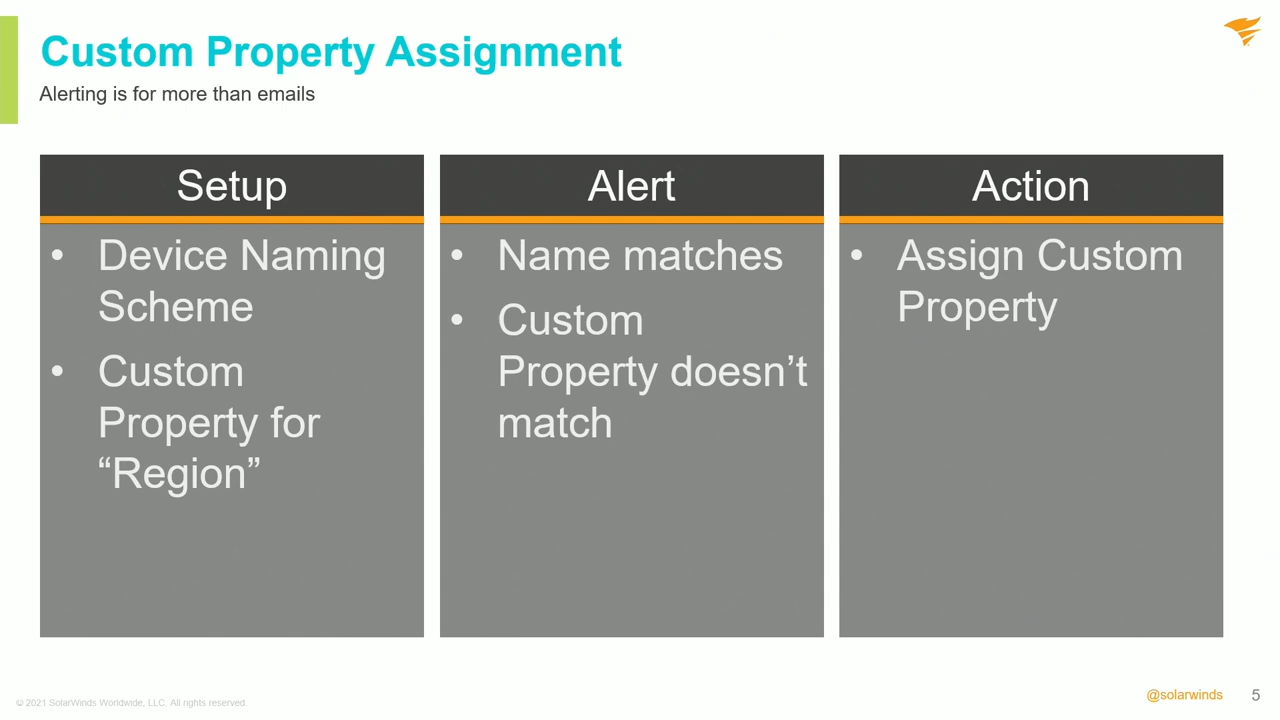 Custom Property Assignment
Alerting is for more than emails
Setup
• Device Naming
Scheme
• Custom
Property for
“Region”
Alert
• Name matches
• Custom
Property doesn’t
match
Action
• Assign Custom
Property
© 2021 SolarWinds Worldwide, LLC. All rights reserved.
@solarwinds
5